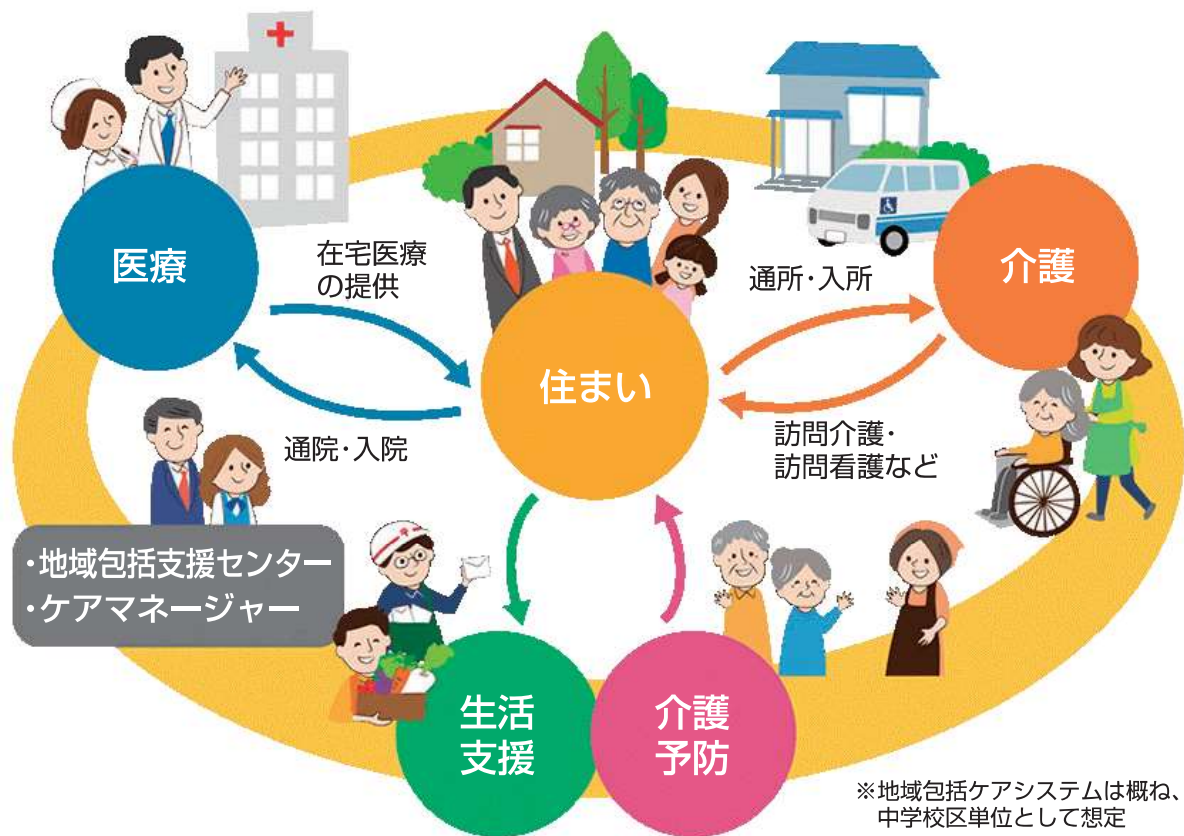 医療
在宅医療
の提供
通所・入所
介護
住まい
通院・入院
訪問介護・
訪問看護など
・地域包括支援センター
・ケアマネージャー
生活
支援
介護
予防
※地域包括ケアシステムは概ね、
中学校区単位として想定